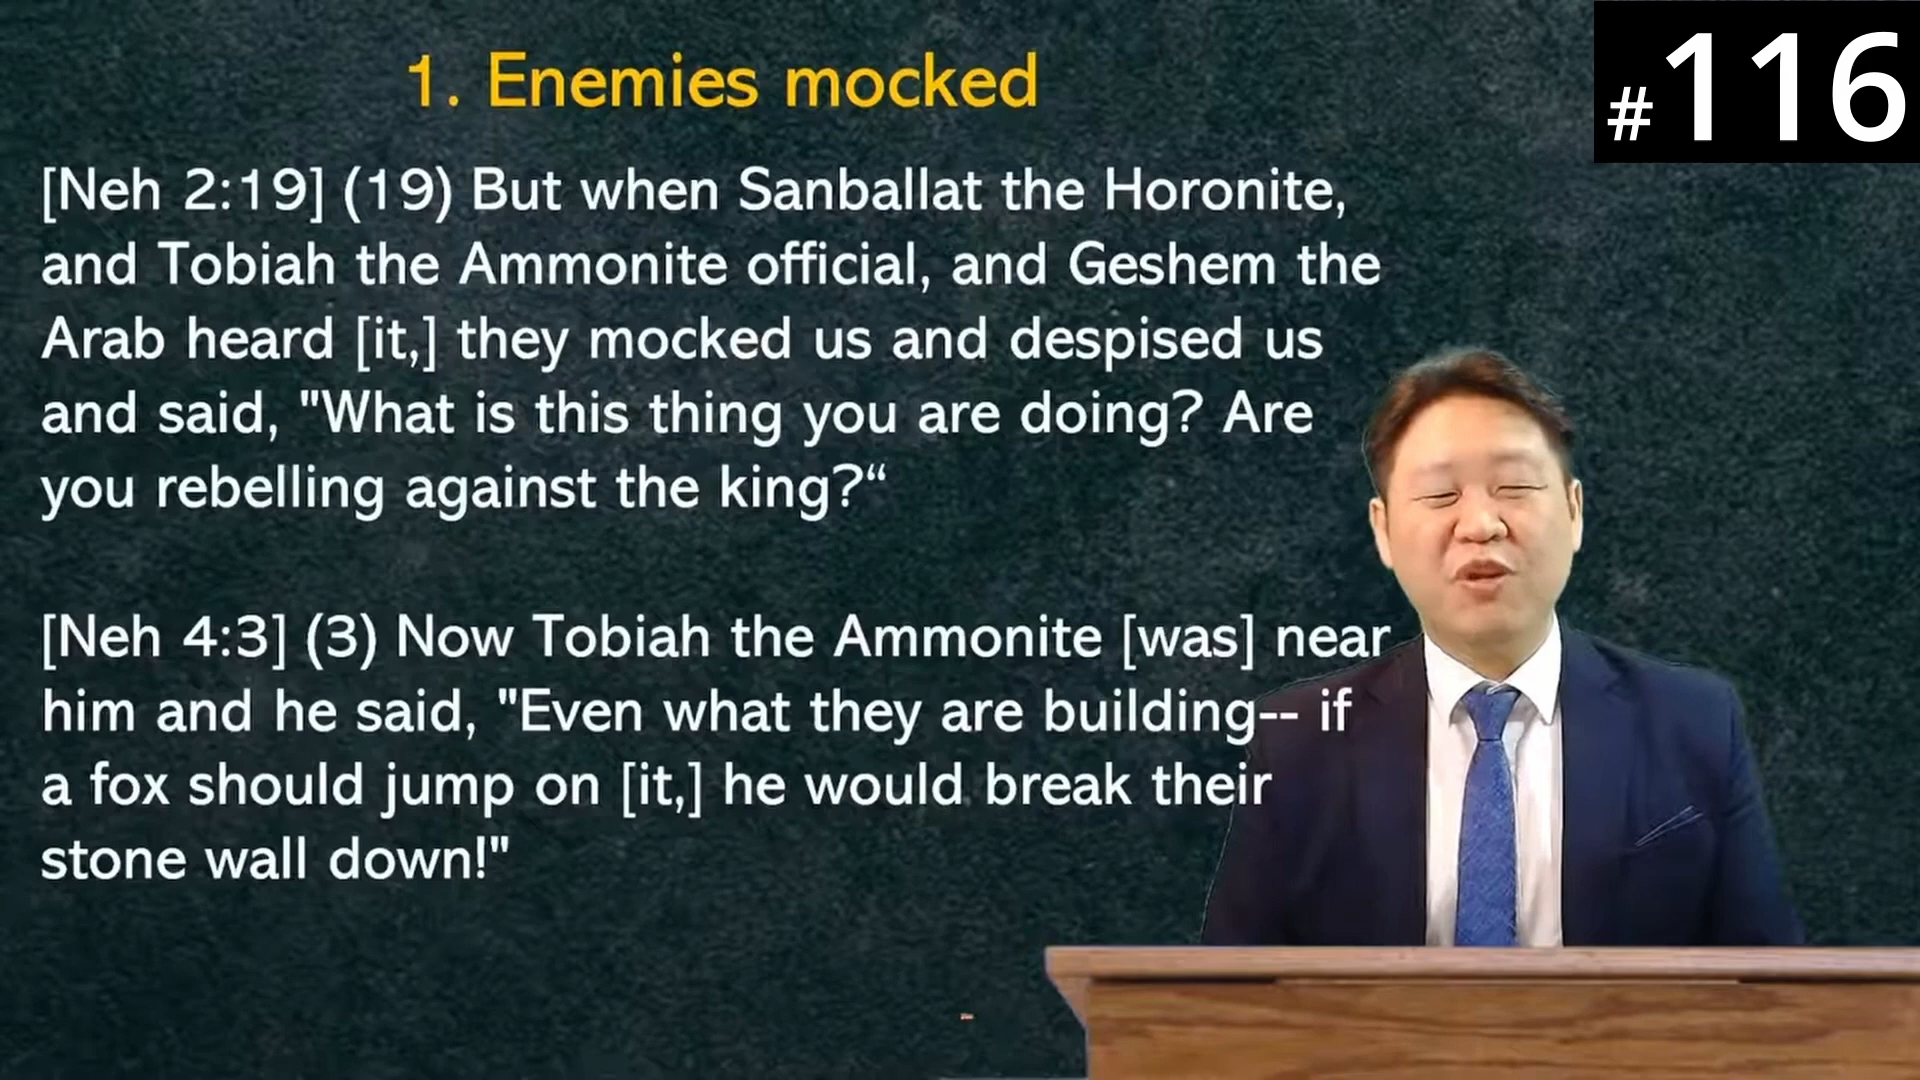 1. Enemies mocked
#116
[Neh 2:19] (19) But when Sanballat the Horonite,
and Tobiah the Ammonite official, and Geshem the
Arab heard [it,] they mocked us and despised us
and said, "What is this thing you are doing? Are
you rebelling against the king?“
[Neh 4:3] (3) Now Tobiah the Ammonite [was] near
him and he said, "Even what they are building-- if
a fox should jump on [it,] he would break their
stone wall down!"